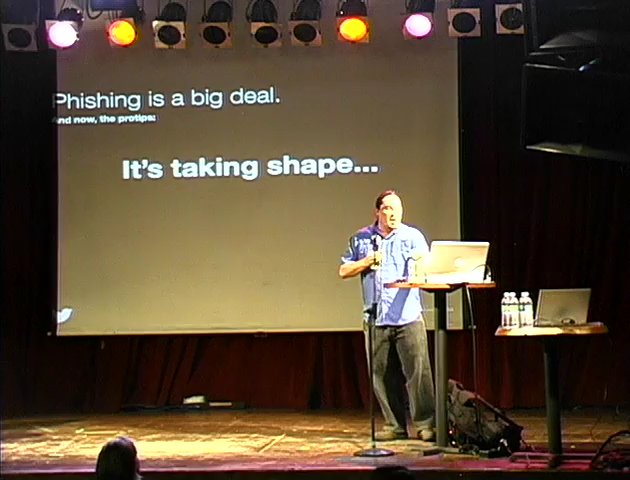 Phishing is a big deal.
And now, the protips:
It's taking shape...